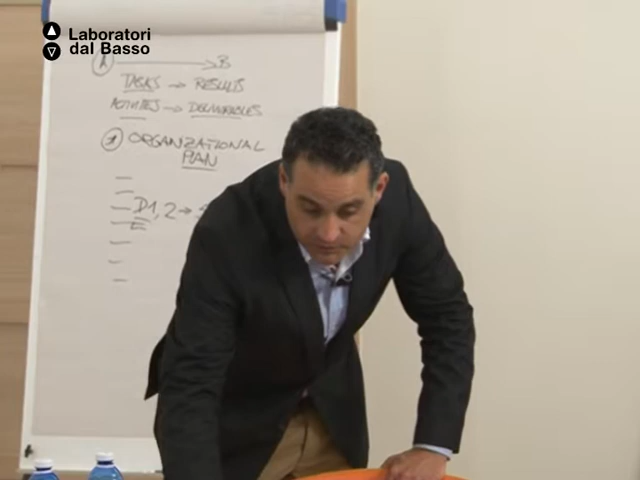 Laboratori
dal Basso
A → B
TASKS → RESULTS
ACTIVITIES → DELIVERABLES
* ORGANIZATIONAL
PLAN
D1, 2 →
E